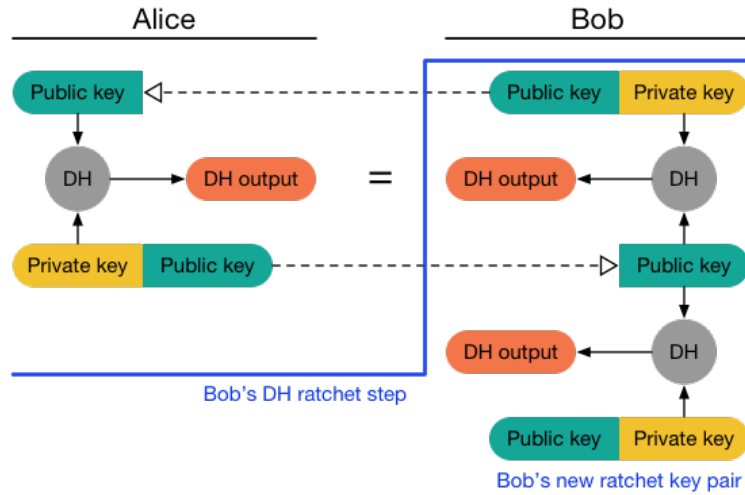 Alice
Bob
Public key
Public key Private key
DH
DH output
=
DH output
DH
Private key Public key
Public key
DH output
DH
Bob's DH ratchet step
Public key Private key
Bob's new ratchet key pair